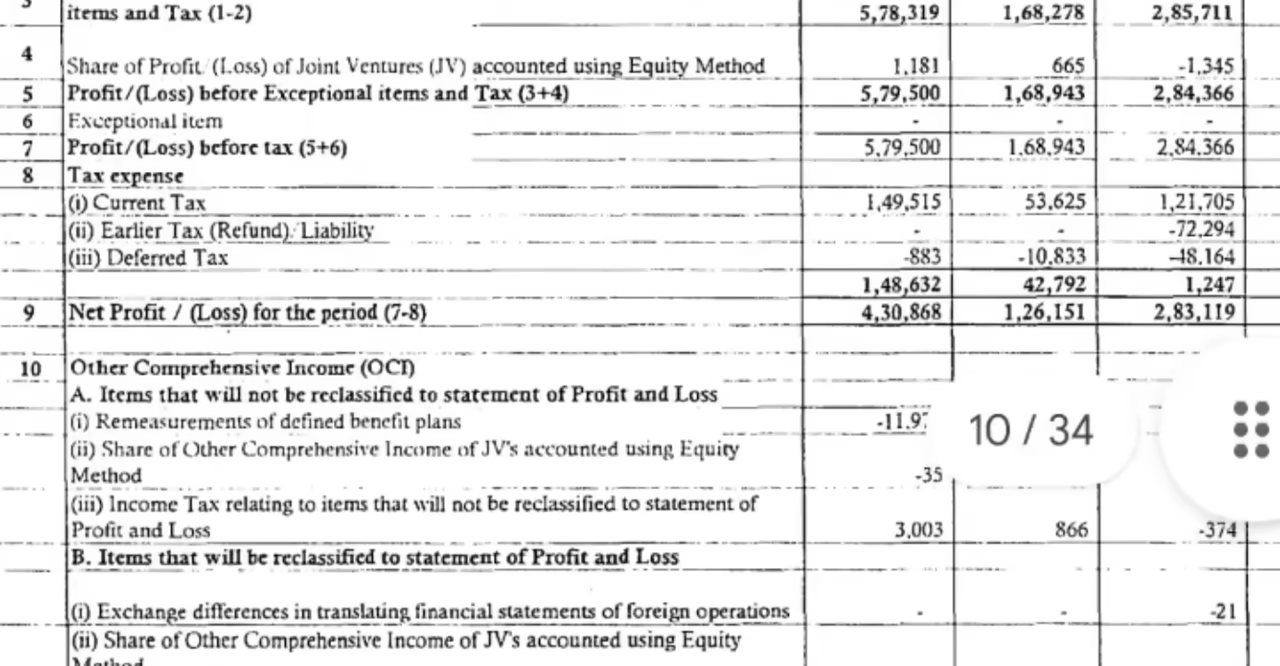 3 items and Tax (1-2) 5,78,319 1,68,278 2,85,711
4 Share of Profit/ (Loss) of Joint Ventures (JV) accounted using Equity Method 1,181 665 -1,345
5 Profit/(Loss) before Exceptional items and Tax (3+4) 5,79,500 1,68,943 2,84,366
6 Exceptional item - - -
7 Profit/(Loss) before tax (5+6) 5,79,500 1,68,943 2,84,366
8 Tax expense
(i) Current Tax 1,49,515 53,625 1,21,705
(ii) Earlier Tax (Refund)/Liability - - -72,294
(iii) Deferred Tax -883 -10,833 -48,164
1,48,632 42,792 1,247
9 Net Profit / (Loss) for the period (7-8) 4,30,868 1,26,151 2,83,119
10 Other Comprehensive Income (OCI)
A. Items that will not be reclassified to statement of Profit and Loss
(i) Remeasurements of defined benefit plans
10 / 34
(ii) Share of Other Comprehensive Income of JV's accounted using Equity
Method -35
(iii) Income Tax relating to items that will not be reclassified to statement of
Profit and Loss 3,003 866 -374
B. Items that will be reclassified to statement of Profit and Loss
(i) Exchange differences in translating financial statements of foreign operations - - -21
(ii) Share of Other Comprehensive Income of JV's accounted using Equity